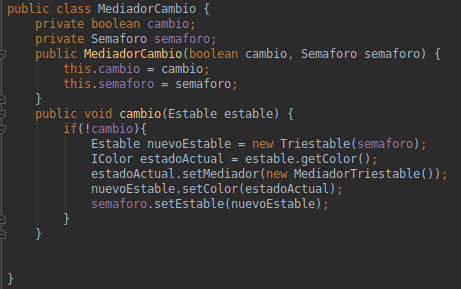 public class MediadorCambio {
    private boolean cambio;
    private Semaforo semaforo;
    public MediadorCambio(boolean cambio, Semaforo semaforo) {
        this.cambio = cambio;
        this.semaforo = semaforo;
    }
    public void cambio(Estable estable) {
        if(!cambio){
            Estable nuevoEstable = new Triestable(semaforo);
            IColor estadoActual = estable.getColor();
            estadoActual.setMediador(new MediadorTriestable());
            nuevoEstable.setColor(estadoActual);
            semaforo.setEstable(nuevoEstable);
        }
    }
}